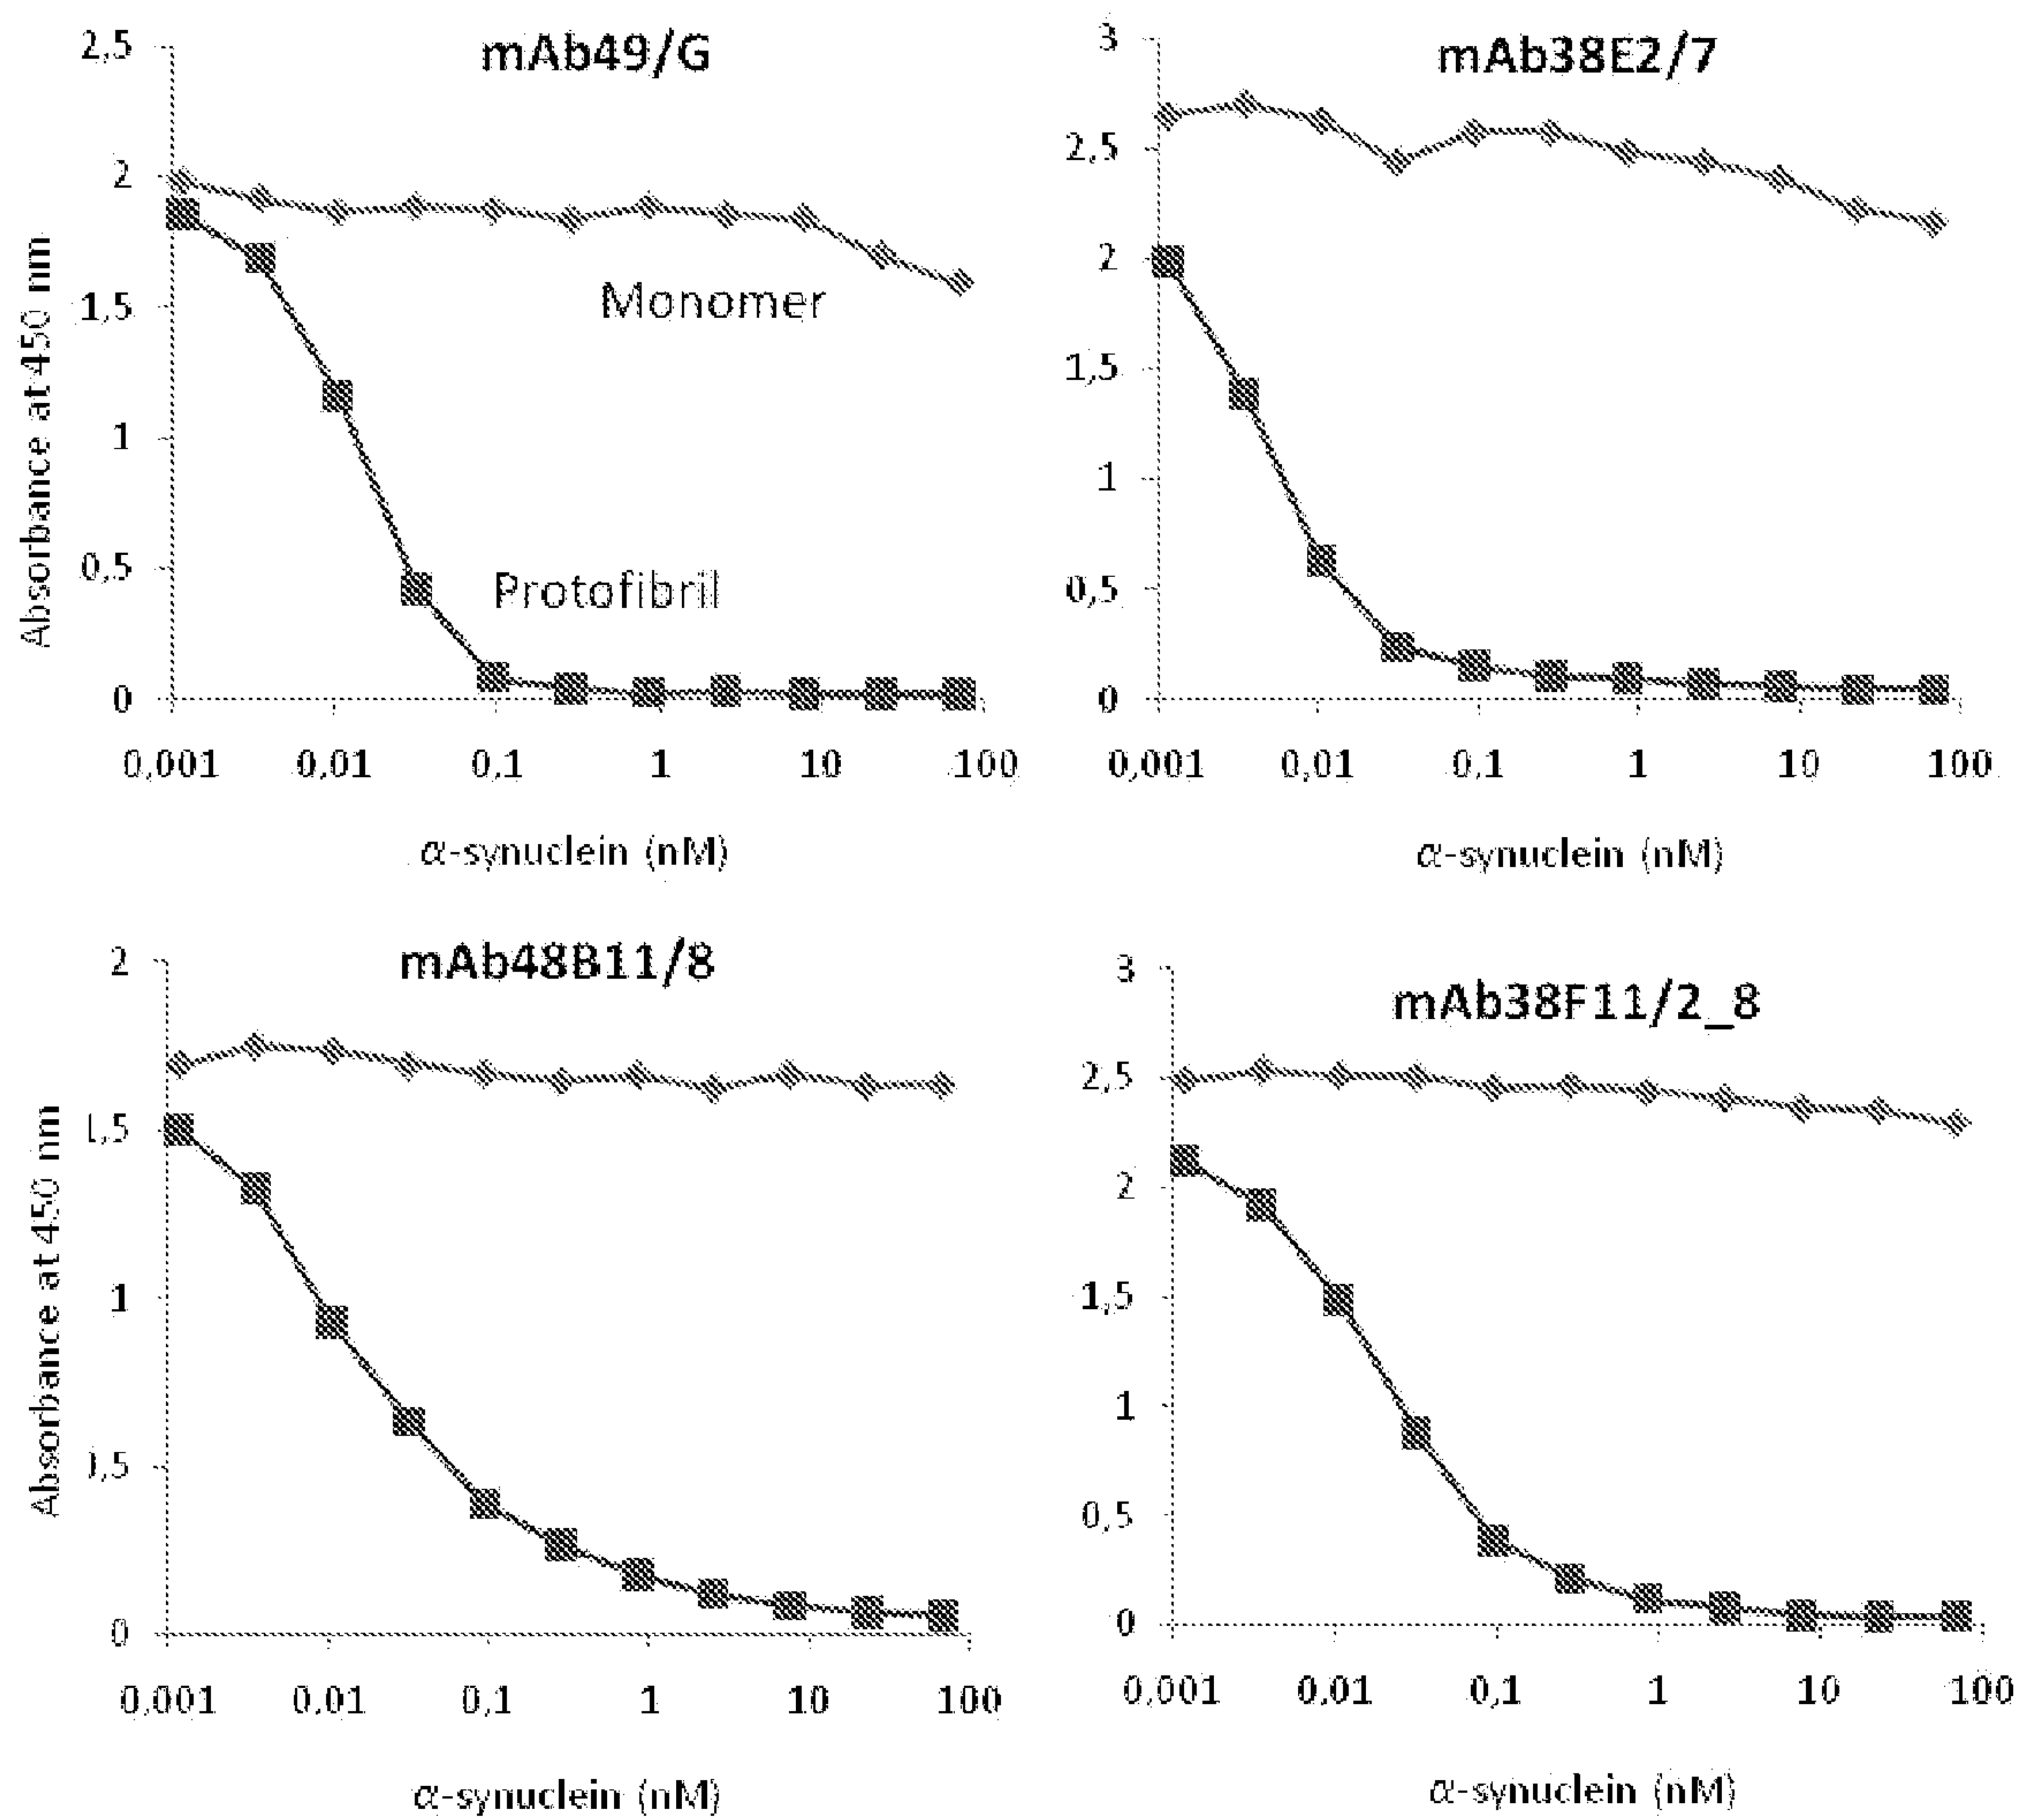 mAb49/G
2,5
2
1,5
1
0,5
0
Absorbance at 450 nm
Monomer
Protofibril
0,001 0,01 0,1 1 10 100
α-synuclein (nM)
mAb38E2/7
3
2,5
2
1,5
1
0,5
0
0,001 0,01 0,1 1 10 100
α-synuclein (nM)
mAb48B11/8
2
1,5
1
),5
0
Absorbance at 450 nm
0,001 0,01 0,1 1 10 100
α-synuclein (nM)
mAb38F11/2_8
3
2,5
2
1,5
1
0,5
0
0,001 0,01 0,1 1 10 100
α-synuclein (nM)